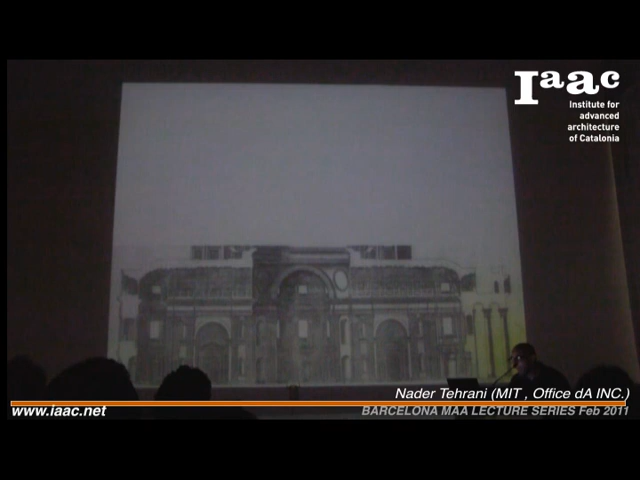 Iaac
Institute for
advanced
architecture
of Catalonia
Nader Tehrani (MIT , Office dA INC.)
www.iaac.net
BARCELONA MAA LECTURE SERIES Feb 2011